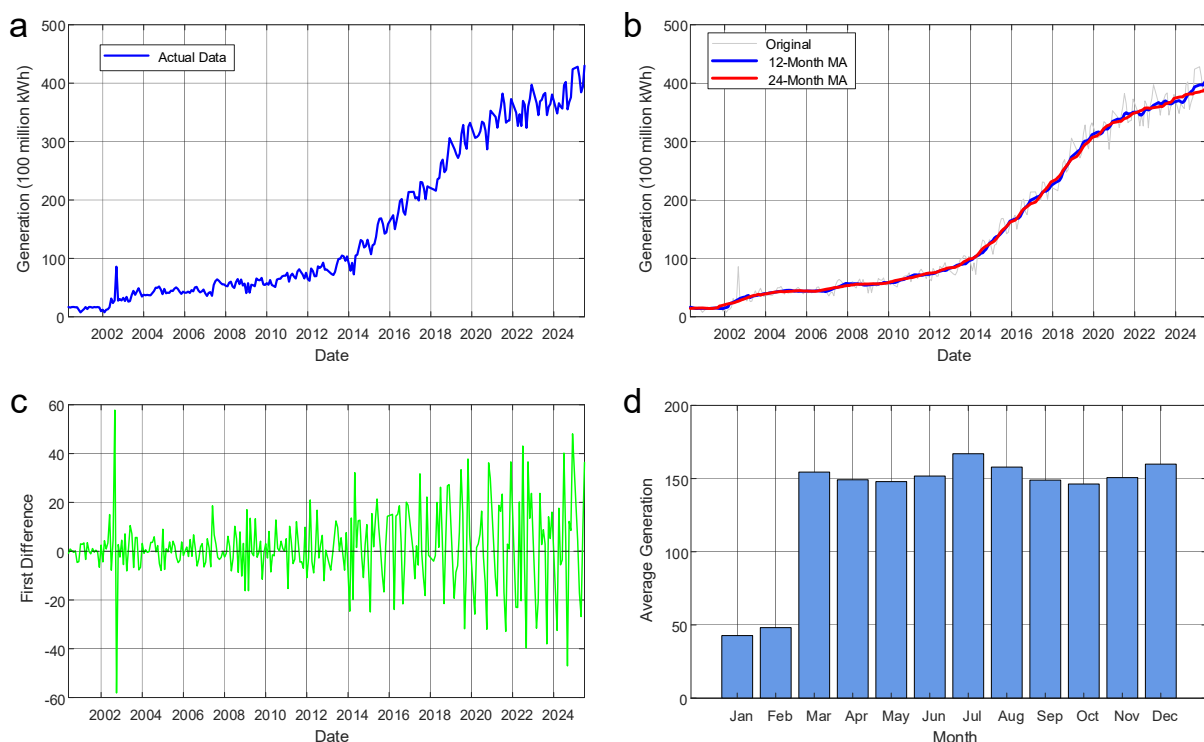 a
500
400
300
200
100
0
Generation (100 million kWh)
Actual Data
2002 2004 2006 2008 2010 2012 2014 2016 2018 2020 2022 2024
Date
b
500
400
300
200
100
0
Generation (100 million kWh)
Original
12-Month MA
24-Month MA
2002 2004 2006 2008 2010 2012 2014 2016 2018 2020 2022 2024
Date
c
60
40
20
0
-20
-40
-60
First Difference
2002 2004 2006 2008 2010 2012 2014 2016 2018 2020 2022 2024
Date
d
200
150
100
50
0
Average Generation
Jan Feb Mar Apr May Jun Jul Aug Sep Oct Nov Dec
Month